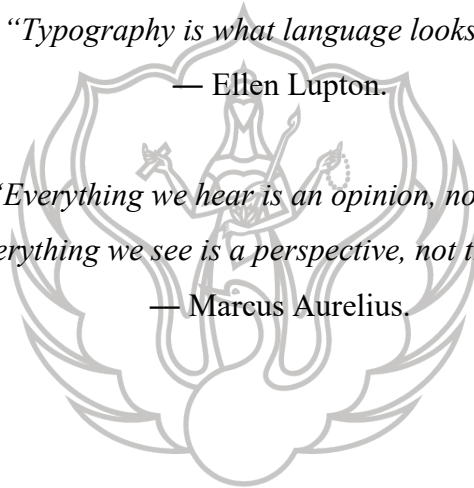 “Typography is what language looks
― Ellen Lupton.
“Everything we hear is an opinion, no
erything we see is a perspective, not t
― Marcus Aurelius.